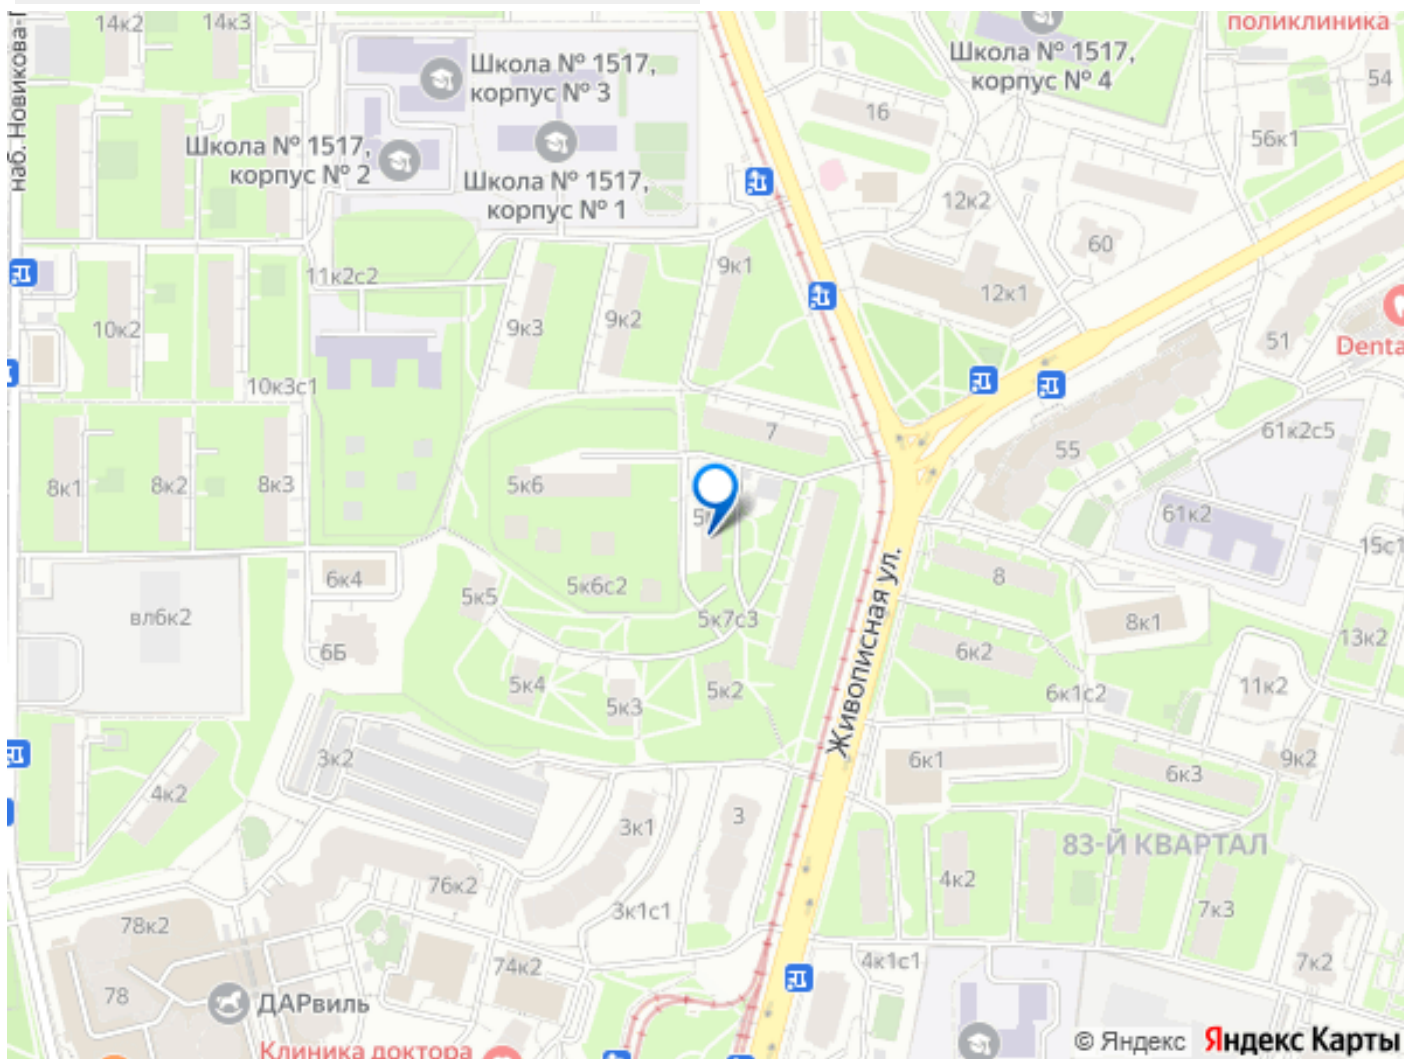 14к2
14к3
поликлиника
наб. Новикова-П
Школа № 1517,
корпус № 3
Школа № 1517,
корпус № 4
54
16
56к1
Школа № 1517,
корпус № 2
Школа № 1517,
корпус № 1
12к2
60
9к1
11к2с2
12к1
10к2
9к3
9к2
51
Denta
10к3с1
7
61к2с5
55
8к1
8к2
8к3
5к6
61к2
15с1
6к4
5к5
5к6с2
8
вл6к2
5к7с3
8к1
13к2
6Б
6к2
5к4
5к3
5к2
6к1с2
11к2
Живописная ул.
3к2
6к1
6к3
9к2
4к2
3к1
3
83-Й КВАРТАЛ
76к2
4к2
7к3
3к1с1
78к2
74к2
4к1с1
7к2
78
ДАРвиль
Клиника доктора
© Яндекс Яндекс Карты